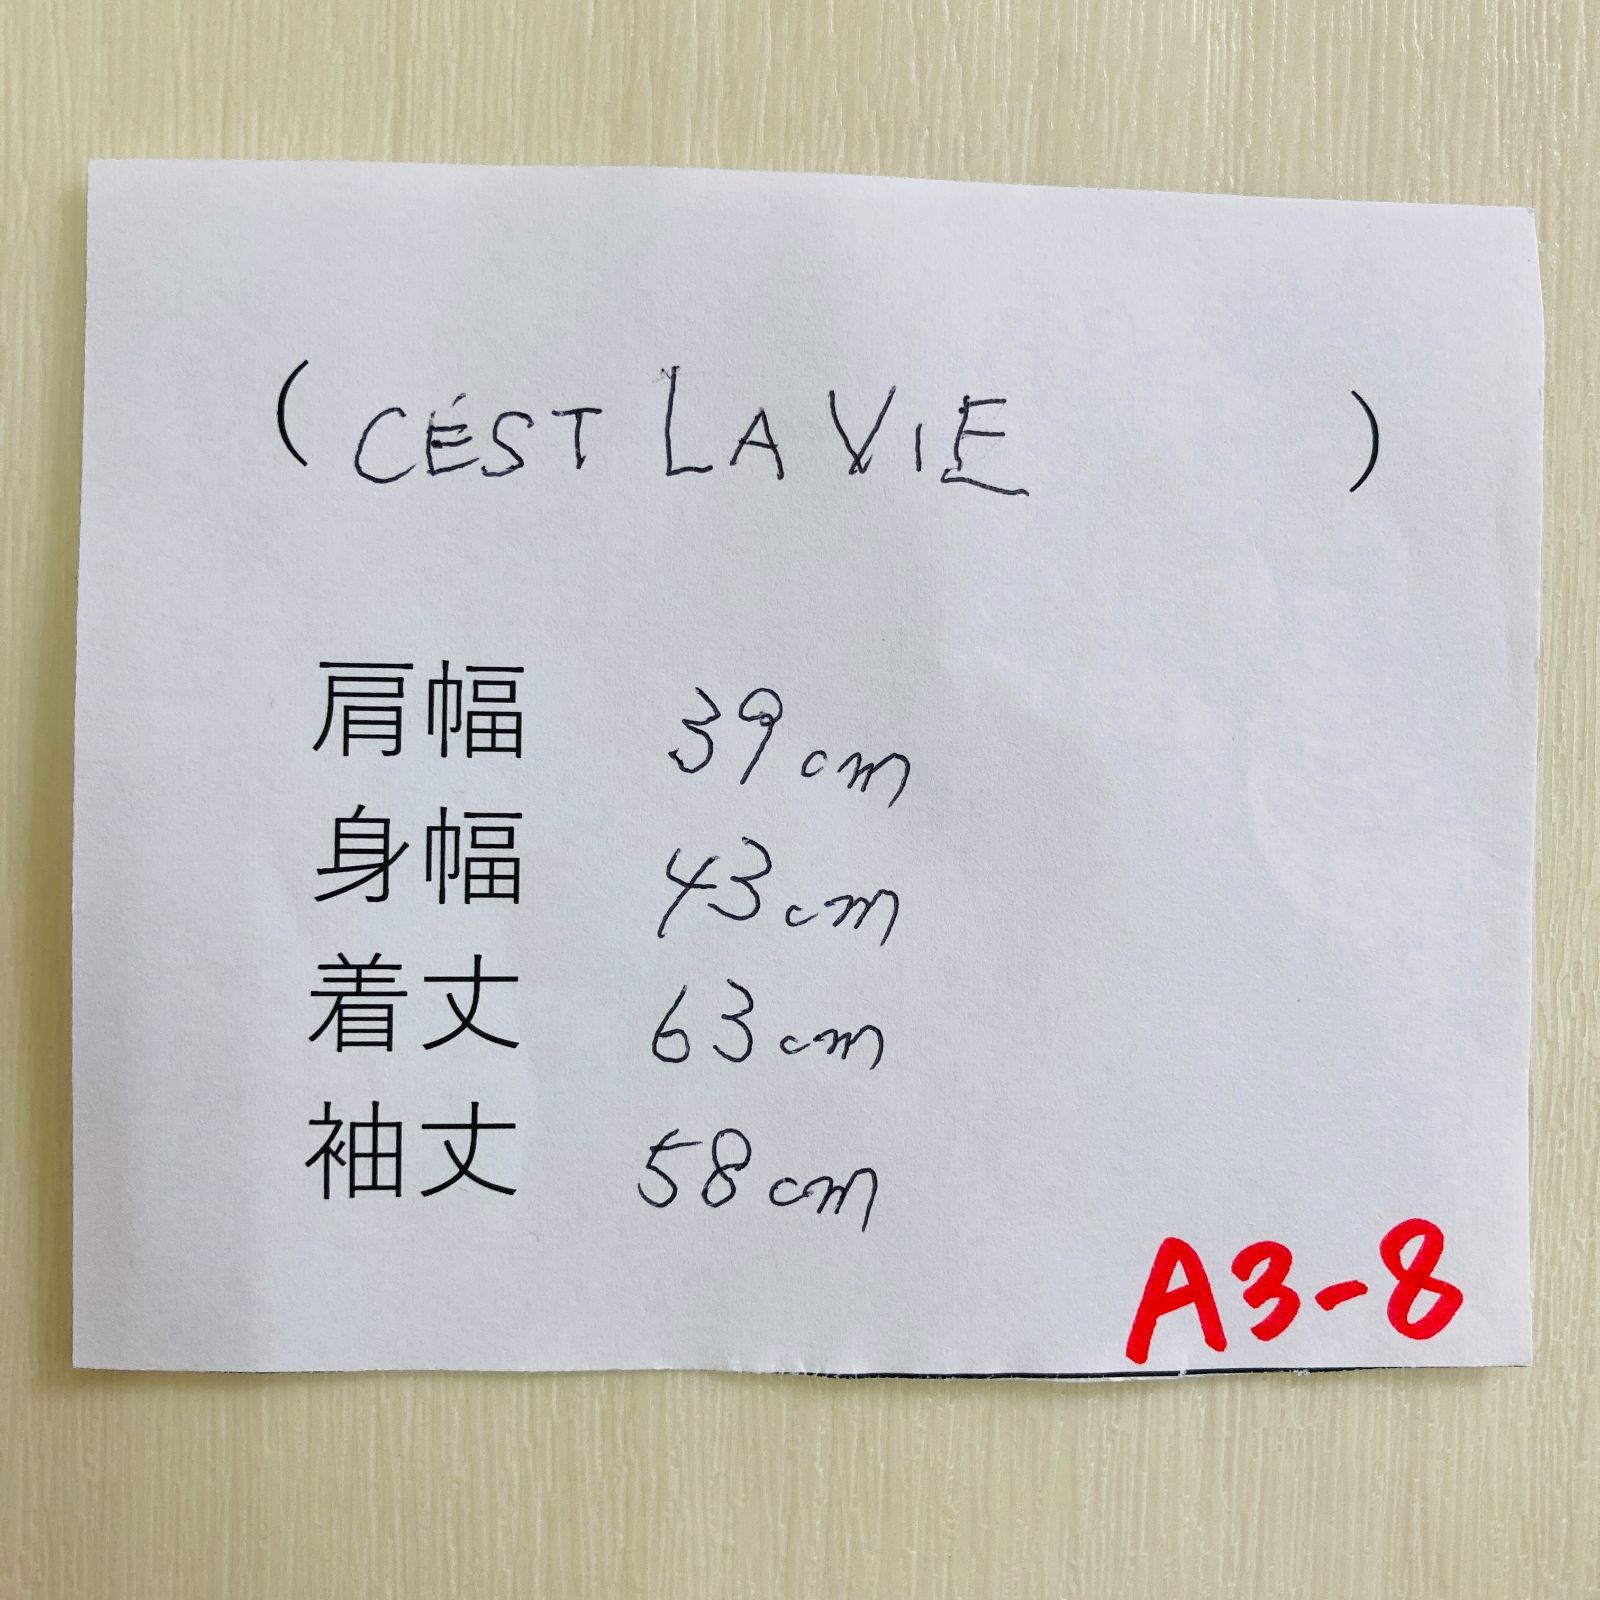 ( CÉST LA VIE )
肩幅 39cm
身幅 43cm
着丈 63cm
袖丈 58cm
A3-8